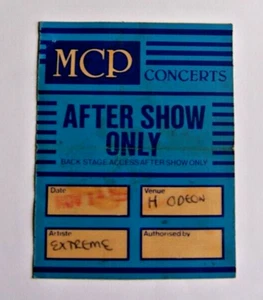 MCP
CONCERTS
AFTER SHOW
ONLY
BACK STAGE ACCESS AFTER SHOW ONLY
Date
Venue
H ODEON
Artiste
EXTREME
Authorised by